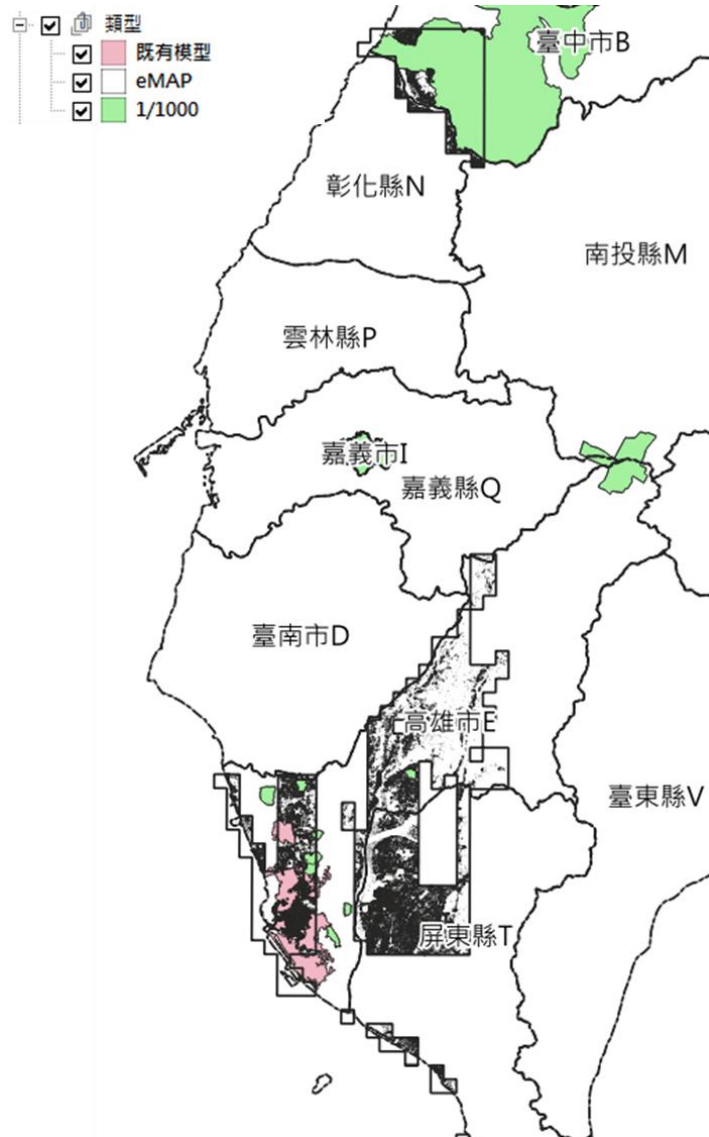 類型
既有模型
eMAP
1/1000
臺中市B
彰化縣N
南投縣M
雲林縣P
嘉義市I
嘉義縣Q
臺南市D
高雄市E
臺東縣V
屏東縣T